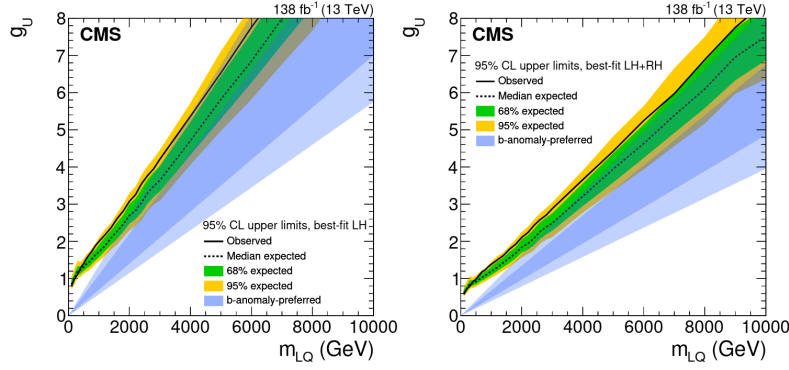 138 fb⁻¹ (13 TeV)
CMS
g_U
8
7
6
5
4
3
2
1
0
95% CL upper limits, best-fit LH
Observed
Median expected
68% expected
95% expected
b-anomaly-preferred
0 2000 4000 6000 8000 10000
m_LQ (GeV)
138 fb⁻¹ (13 TeV)
CMS
g_U
8
7
6
5
4
3
2
1
0
95% CL upper limits, best-fit LH+RH
Observed
Median expected
68% expected
95% expected
b-anomaly-preferred
0 2000 4000 6000 8000 10000
m_LQ (GeV)